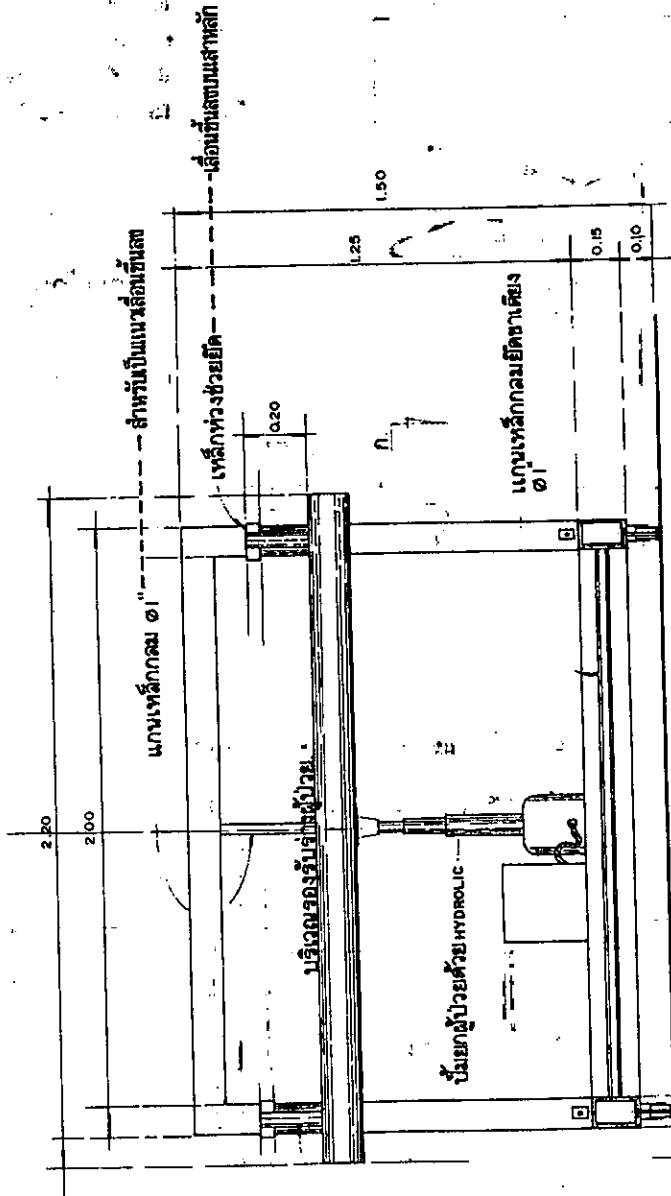 2.20
2.00
แกนเหล็กกลม ø1"---สำหรับเป็นแนวเลื่อนขึ้นลง
เหล็กห่วงช่วยยึด------เลื่อนขึ้นลงบนเสาหลัก
0.20
1.25
1.50
บริเวณรองรับร่างผู้ป่วย
ก
ปั๊มยกผู้ป่วยด้วย HYDROLIC
แกนเหล็กกลมยึดขาเตียง
ø1"
0.15
0.10